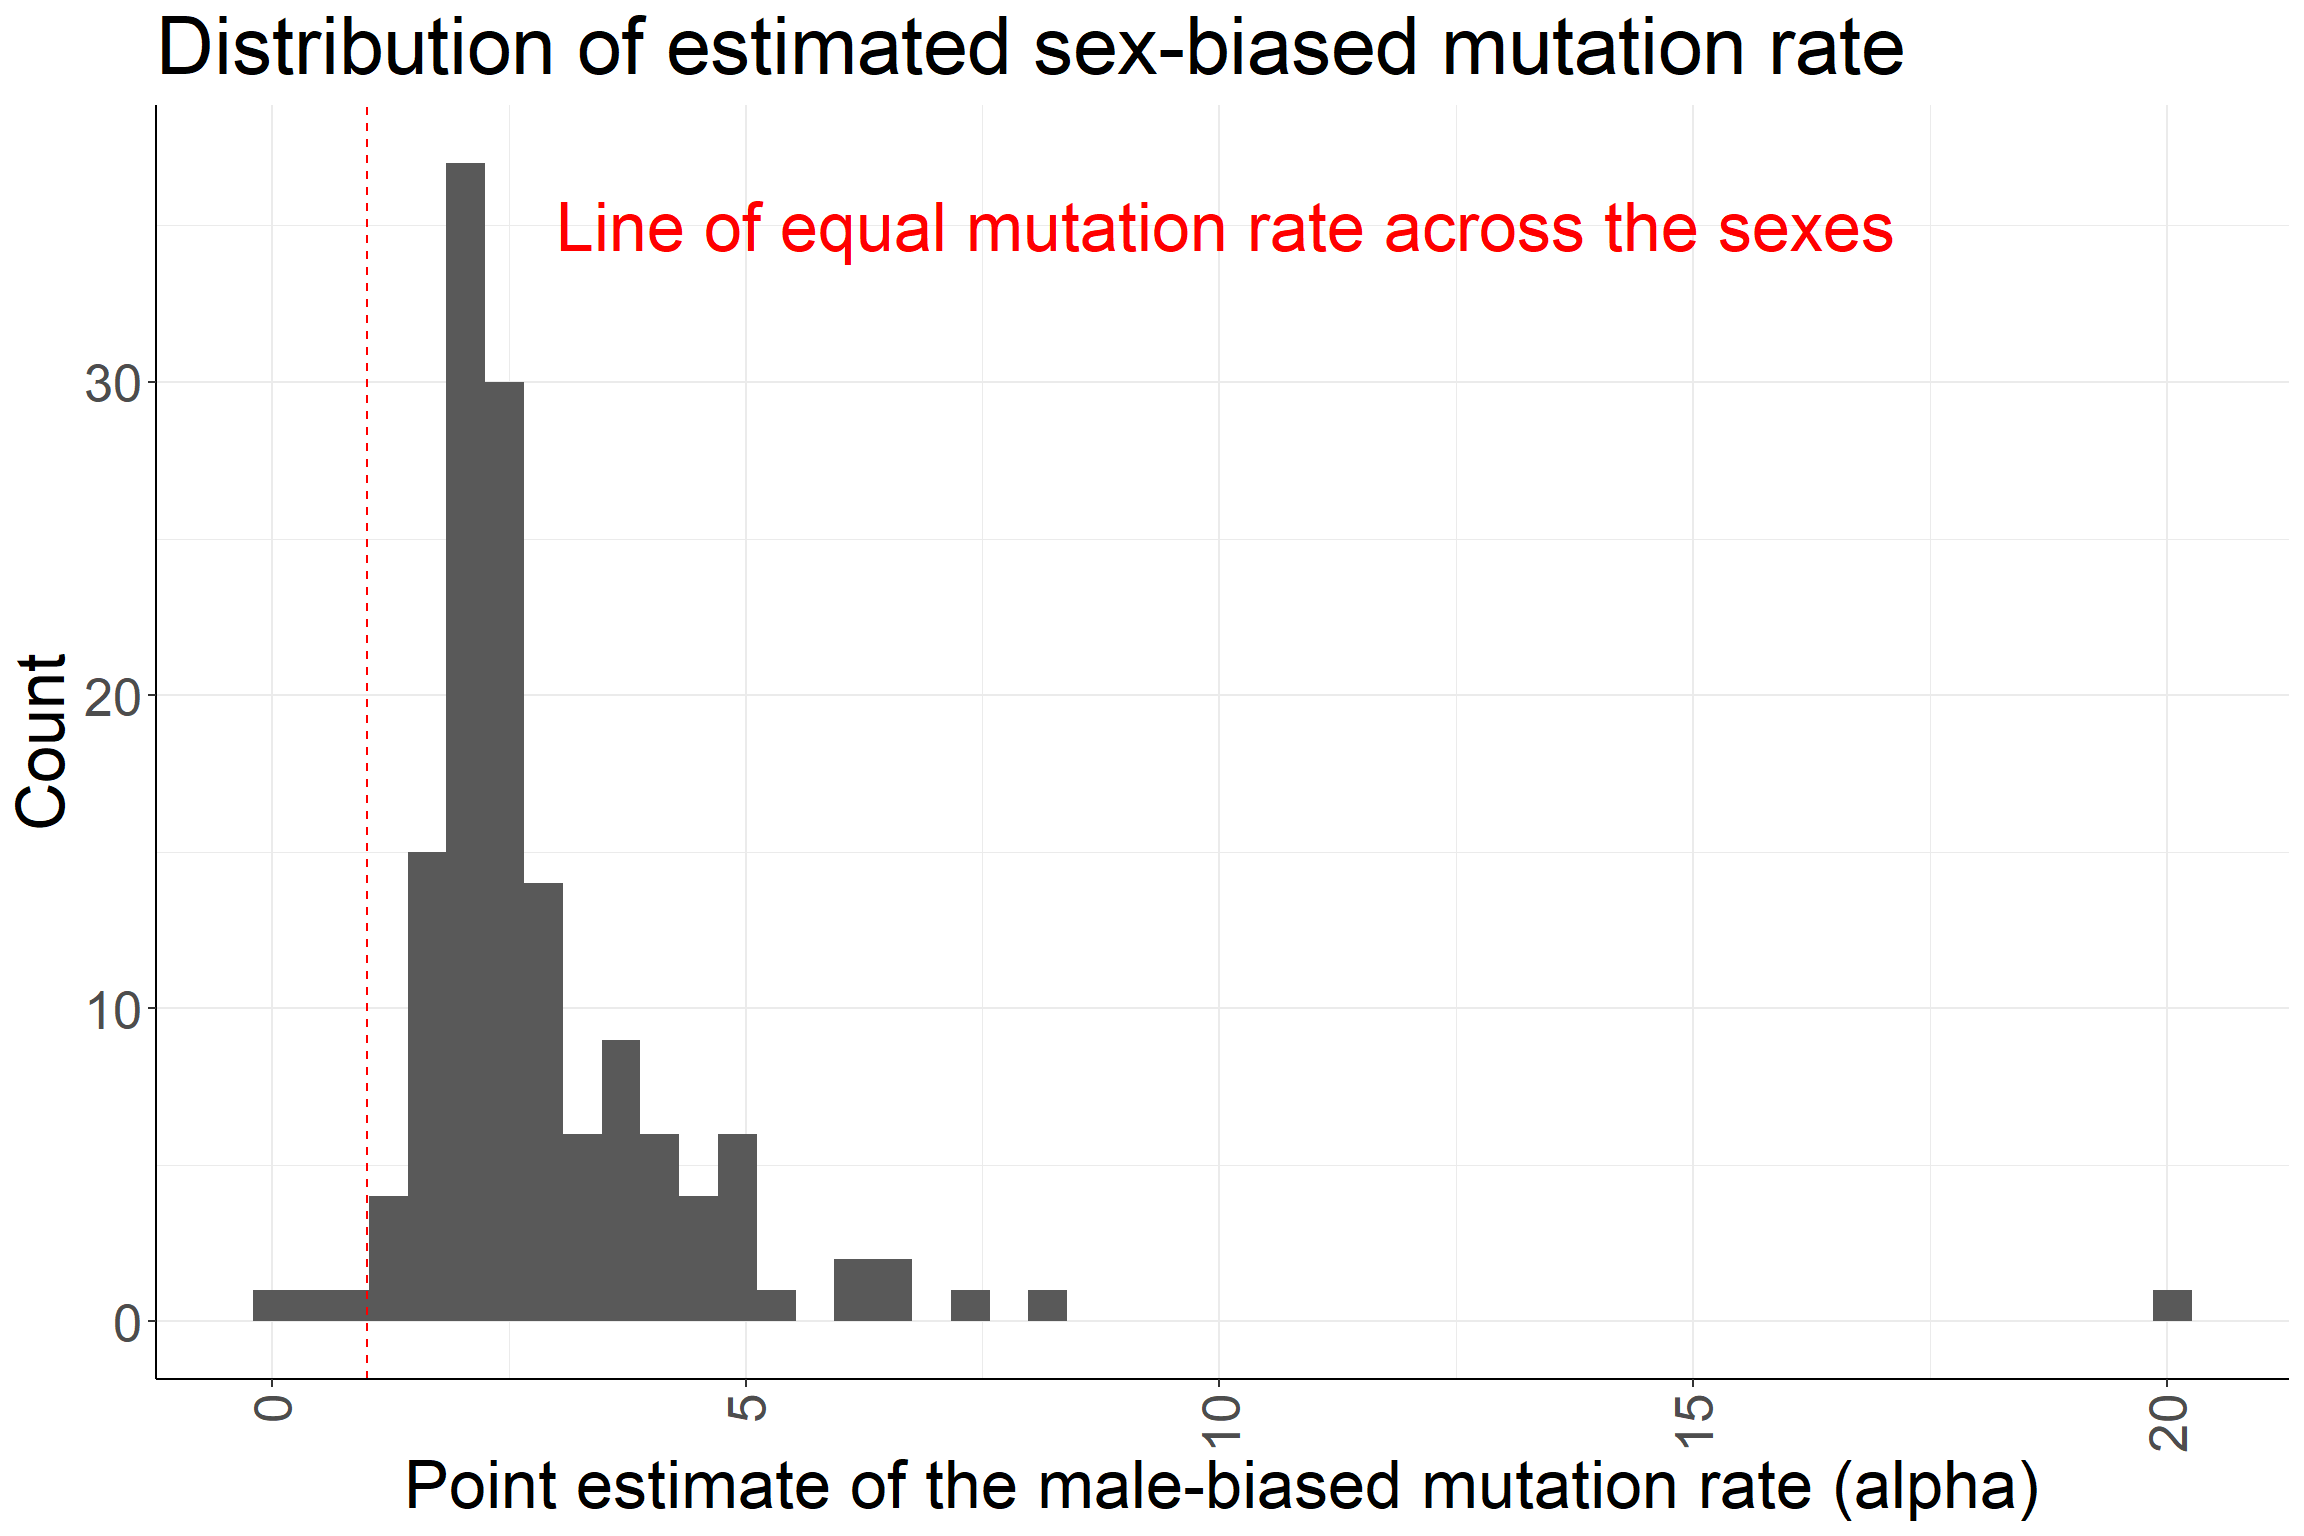 Distribution of estimated sex-biased mutation rate
Line of equal mutation rate across the sexes
Count
30
20
10
0
0 5 10 15 20
Point estimate of the male-biased mutation rate (alpha)